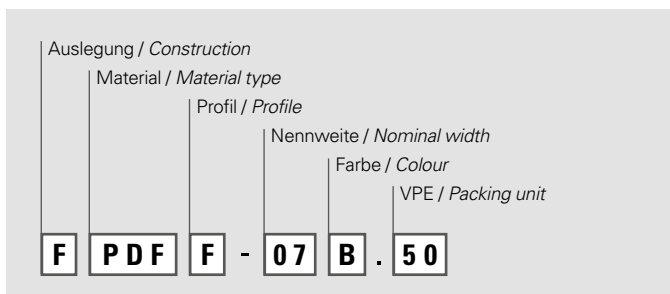 Auslegung / Construction
Material / Material type
Profil / Profile
Nennweite / Nominal width
Farbe / Colour
VPE / Packing unit
F PDF F - 07 B . 50